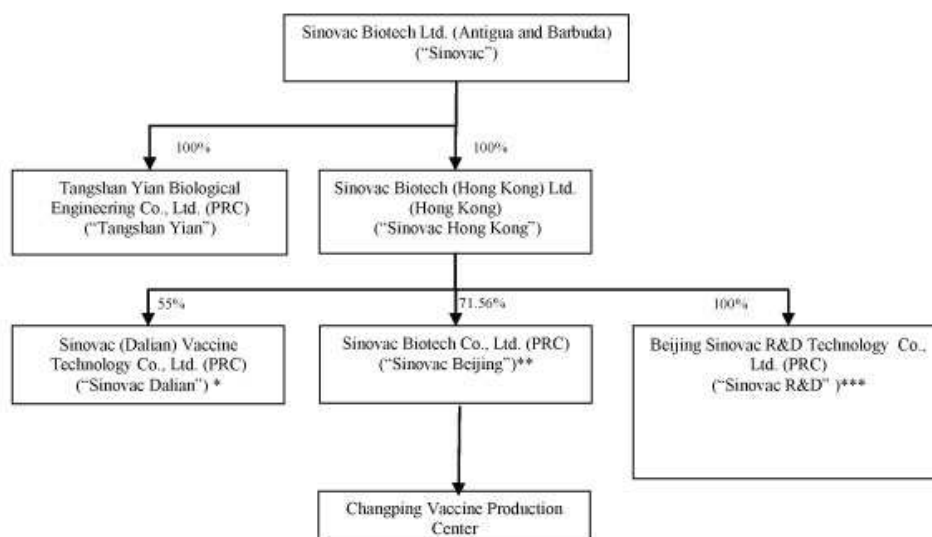 Sinovac Biotech Ltd. (Antigua and Barbuda)
(“Sinovac”)
100%
100%
Tangshan Yian Biological
Engineering Co., Ltd. (PRC)
(“Tangshan Yian”)
Sinovac Biotech (Hong Kong) Ltd.
(Hong Kong)
(“Sinovac Hong Kong”)
55%
71.56%
100%
Sinovac (Dalian) Vaccine
Technology Co., Ltd. (PRC)
(“Sinovac Dalian”) *
Sinovac Biotech Co., Ltd. (PRC)
(“Sinovac Beijing”)**
Beijing Sinovac R&D Technology Co.,
Ltd. (PRC)
(“Sinovac R&D” )***
Changping Vaccine Production
Center